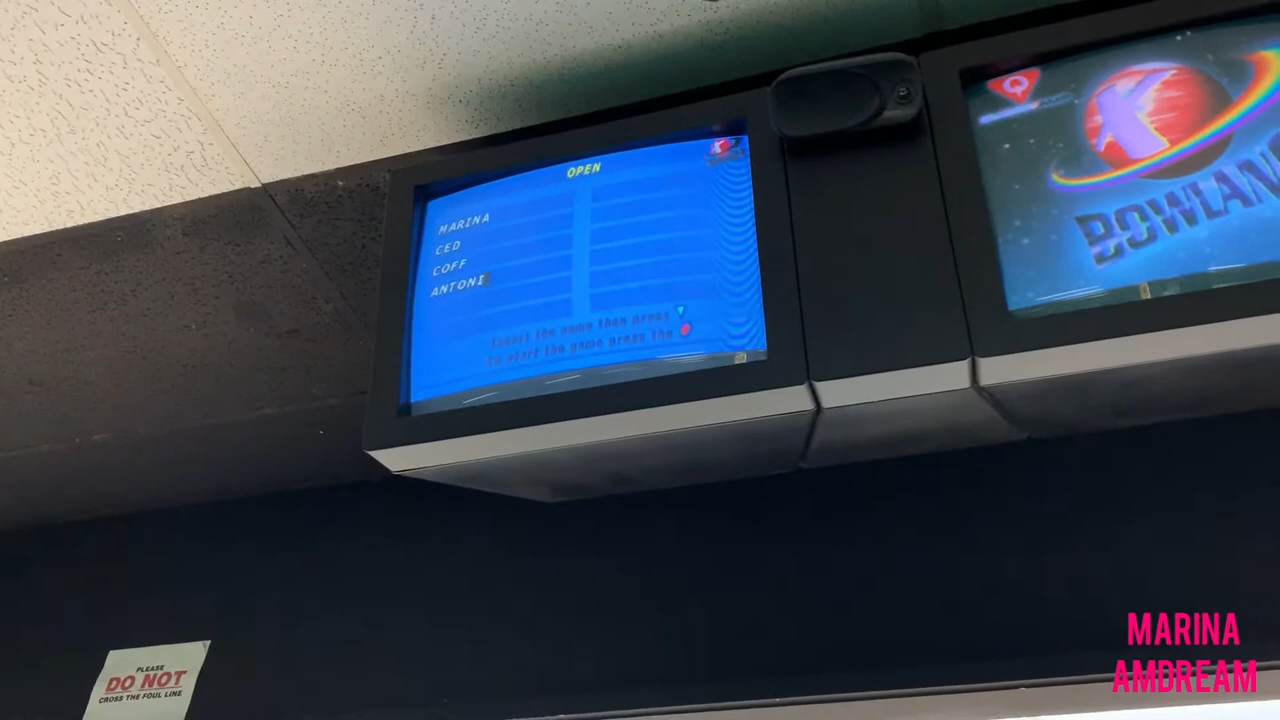 OPEN
MARINA
CED
COFF
ANTONI
Insert the name then press
to start the game press the
K
BOWLAN
PLEASE
DO NOT
CROSS THE FOUL LINE
MARINA
AMDREAM